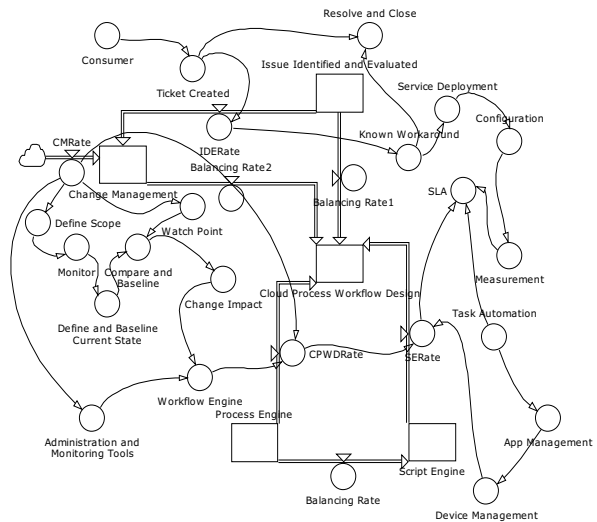 Resolve and Close
Consumer
Issue Identified and Evaluated
Ticket Created
Service Deployment
Configuration
Known Workaround
IDERate
CMRate
Balancing Rate2
Change Management
Balancing Rate1
SLA
Define Scope
Watch Point
Monitor
Compare and
Baseline
Measurement
Change Impact
Cloud Process Workflow Design
Define and Baseline
Current State
Task Automation
CPWDRate
SERate
Workflow Engine
Process Engine
Administration and
Monitoring Tools
App Management
Script Engine
Balancing Rate
Device Management